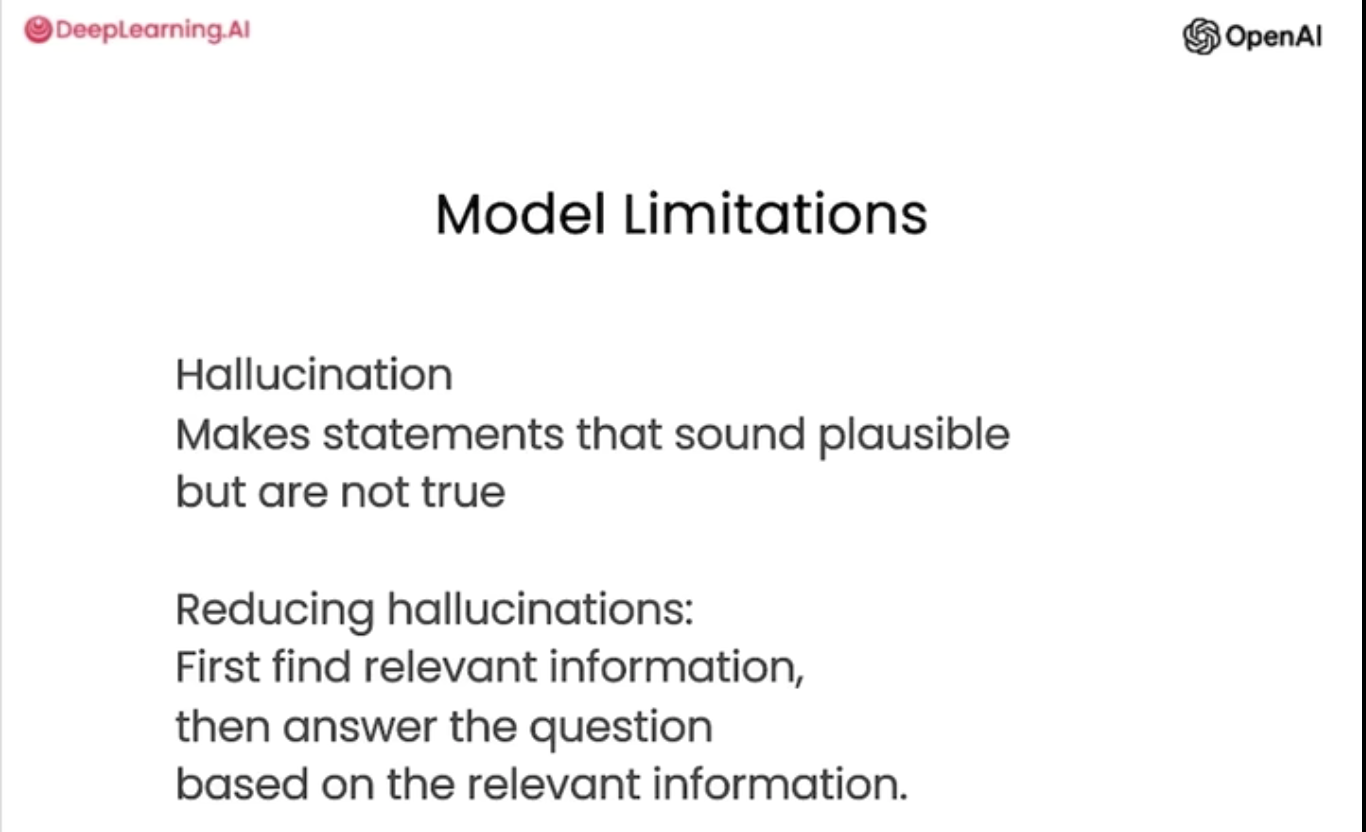 DeepLearning.AI
OpenAI
Model Limitations
Hallucination
Makes statements that sound plausible
but are not true
Reducing hallucinations:
First find relevant information,
then answer the question
based on the relevant information.